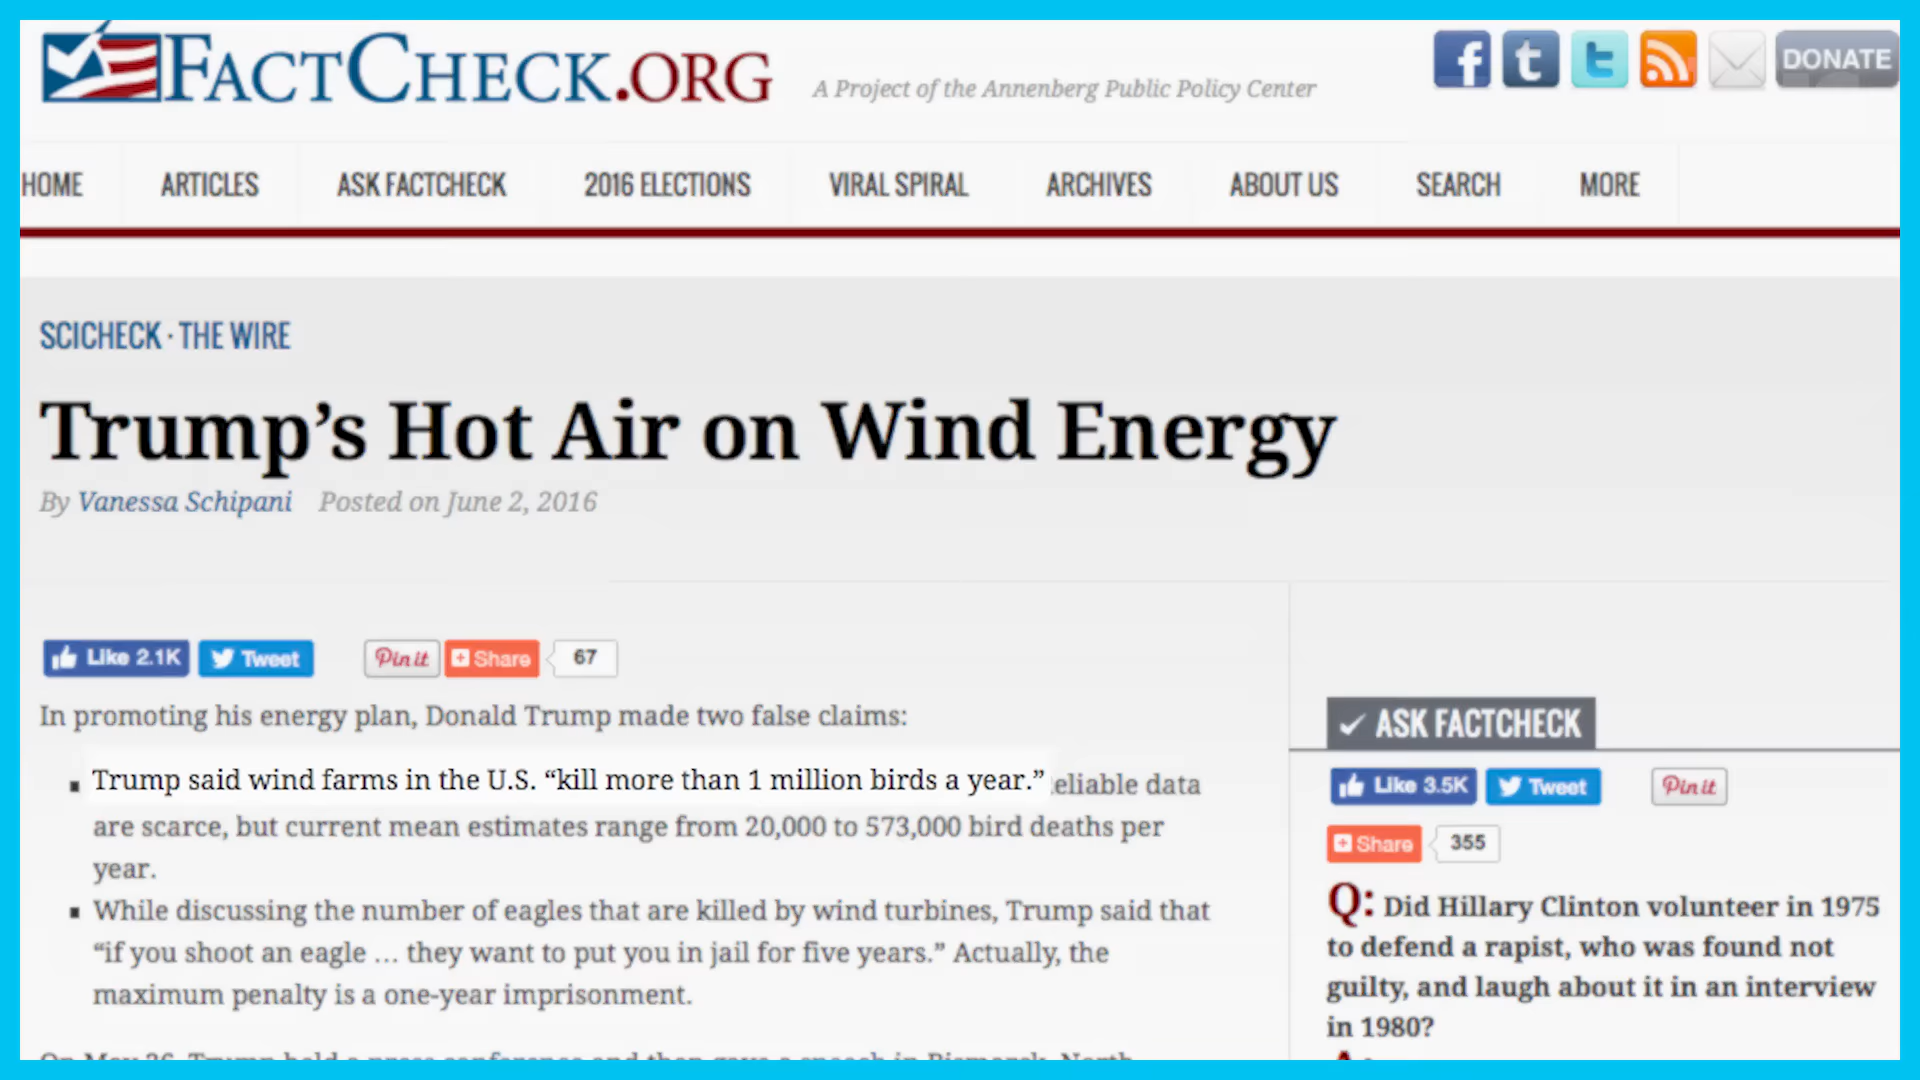 FACTCHECK.ORG
A Project of the Annenberg Public Policy Center
f t t DONATE
HOME ARTICLES ASK FACTCHECK 2016 ELECTIONS VIRAL SPIRAL ARCHIVES ABOUT US SEARCH MORE
SCICHECK · THE WIRE
Trump’s Hot Air on Wind Energy
By Vanessa Schipani Posted on June 2, 2016
Like 2.1K Tweet Pin it Share 67
In promoting his energy plan, Donald Trump made two false claims:
▪ Trump said wind farms in the U.S. “kill more than 1 million birds a year.” eliable data
are scarce, but current mean estimates range from 20,000 to 573,000 bird deaths per
year.
▪ While discussing the number of eagles that are killed by wind turbines, Trump said that
“if you shoot an eagle … they want to put you in jail for five years.” Actually, the
maximum penalty is a one-year imprisonment.
ASK FACTCHECK
Like 3.5K Tweet Pin it
Share 355
Q: Did Hillary Clinton volunteer in 1975
to defend a rapist, who was found not
guilty, and laugh about it in an interview
in 1980?